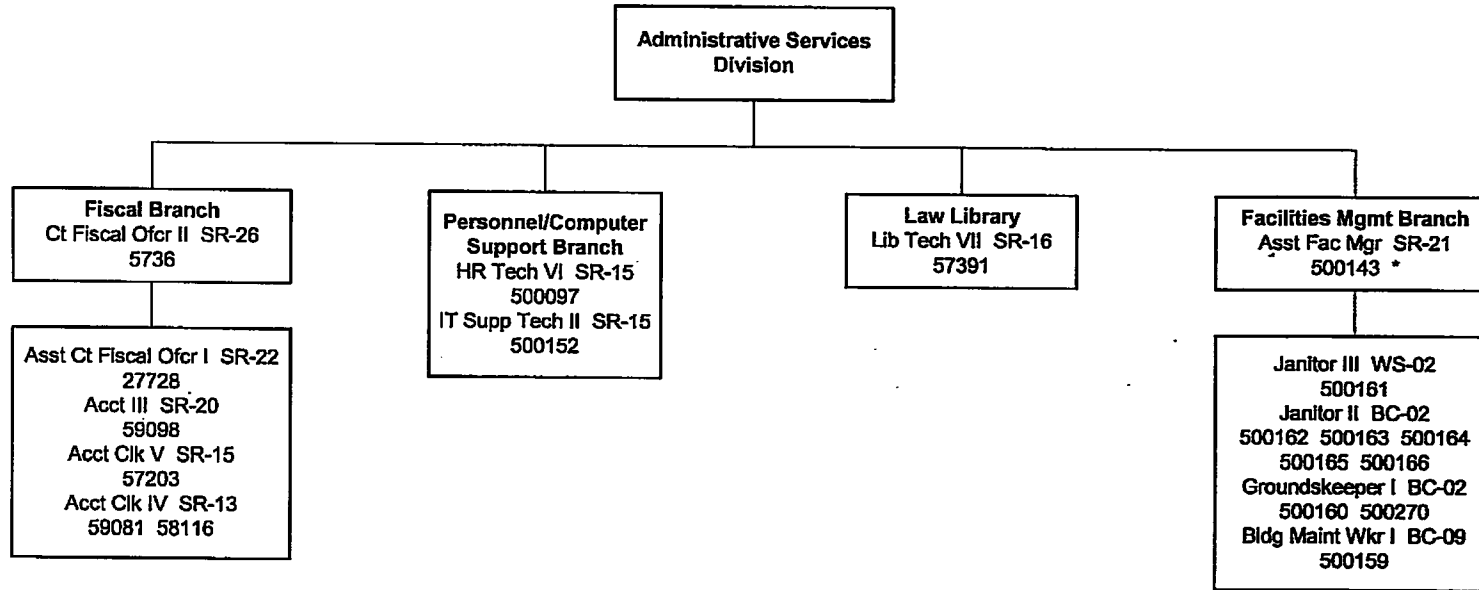 Administrative Services
Division
Fiscal Branch
Ct Fiscal Ofcr II SR-26
5736
Personnel/Computer
Support Branch
HR Tech VI SR-15
500097
IT Supp Tech II SR-15
500152
Law Library
Lib Tech VII SR-16
57391
Facilities Mgmt Branch
Asst Fac Mgr SR-21
500143 *
Asst Ct Fiscal Ofcr I SR-22
27728
Acct III SR-20
59098
Acct Clk V SR-15
57203
Acct Clk IV SR-13
59081 58116
Janitor III WS-02
500161
Janitor II BC-02
500162 500163 500164
500165 500166
Groundskeeper I BC-02
500160 500270
Bldg Maint Wkr I BC-09
500159